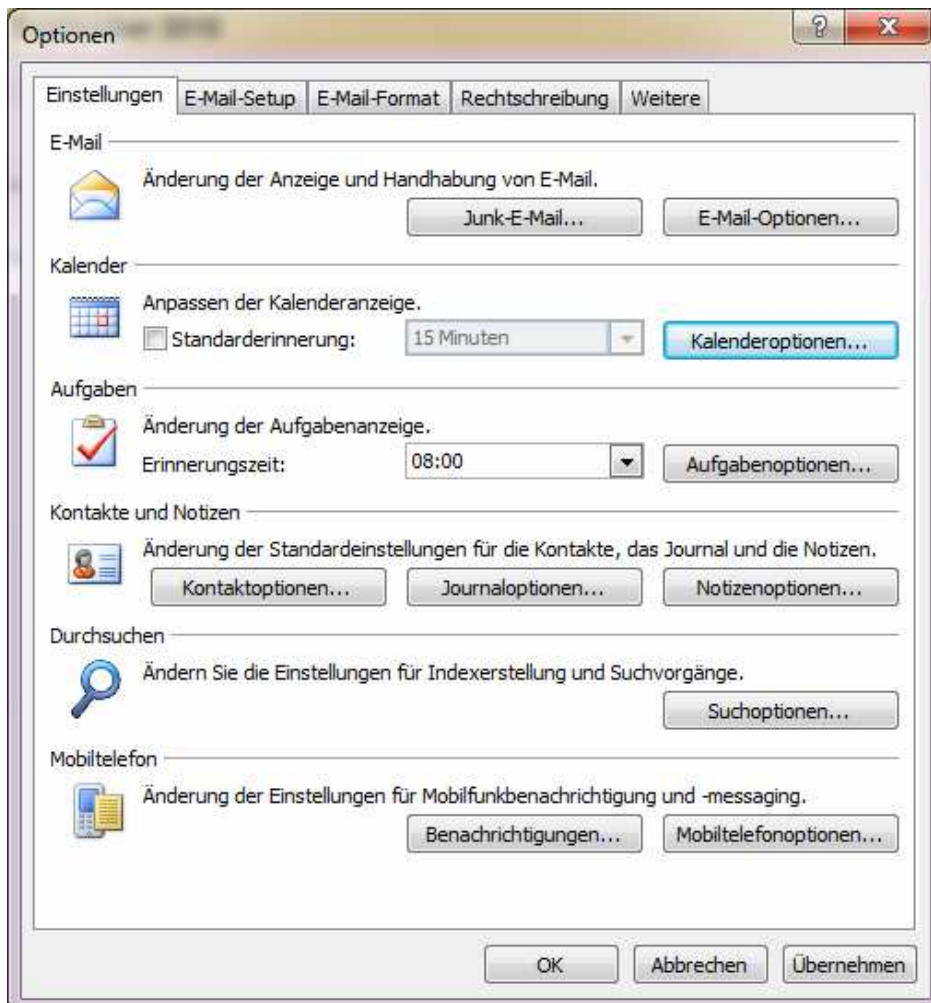 Optionen
Einstellungen E-Mail-Setup E-Mail-Format Rechtschreibung Weitere
E-Mail
Änderung der Anzeige und Handhabung von E-Mail.
Junk-E-Mail... E-Mail-Optionen...
Kalender
Anpassen der Kalenderanzeige.
Standarderinnerung: 15 Minuten Kalenderoptionen...
Aufgaben
Änderung der Aufgabenanzeige.
Erinnerungszeit: 08:00 Aufgabenoptionen...
Kontakte und Notizen
Änderung der Standardeinstellungen für die Kontakte, das Journal und die Notizen.
Kontaktoptionen... Journaloptionen... Notizenoptionen...
Durchsuchen
Ändern Sie die Einstellungen für Indexerstellung und Suchvorgänge.
Suchoptionen...
Mobiltelefon
Änderung der Einstellungen für Mobilfunkbenachrichtigung und -messaging.
Benachrichtigungen... Mobiltelefonoptionen...
OK Abbrechen Übernehmen